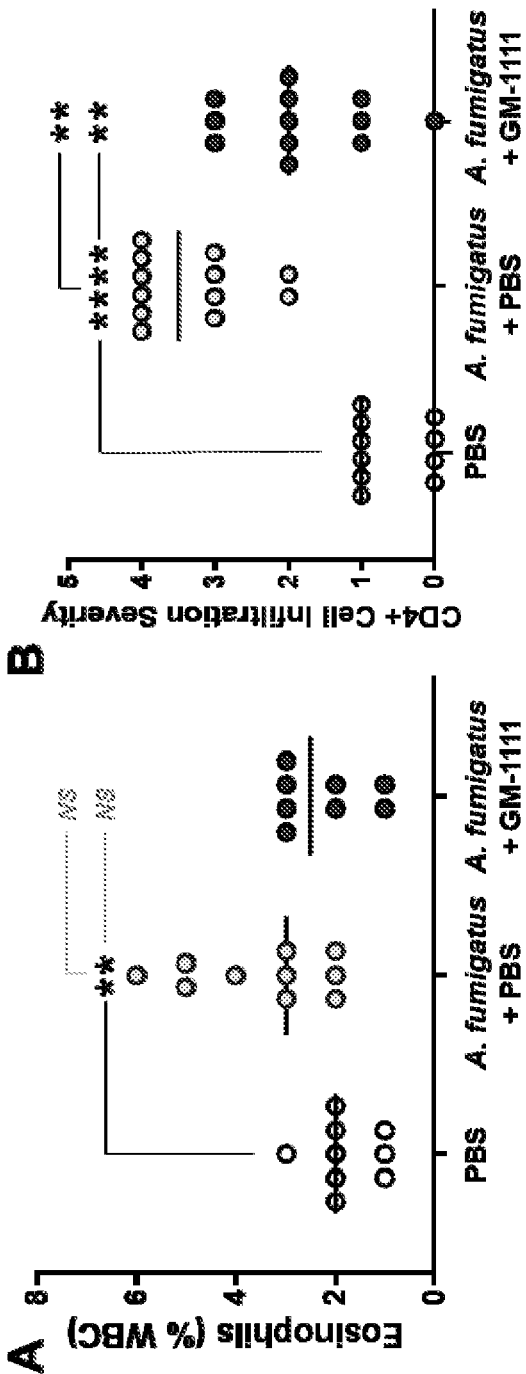 A
Eosinophils (% WBC)
8
6
4
2
0
**
NS
NS
PBS
A. fumigatus
+ PBS
A. fumigatus
+ GM-1111
B
CD4+ Cell Infiltration Severity
5
4
3
2
1
0
****
**
**
PBS
A. fumigatus
+ PBS
A. fumigatus
+ GM-1111